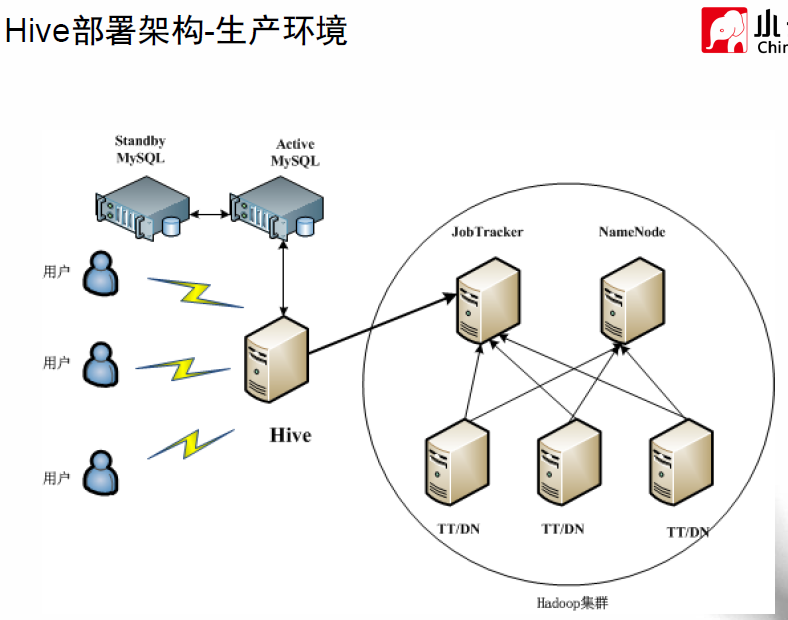 Hive部署架构-生产环境
Standby
MySQL
Active
MySQL
JobTracker
NameNode
用户
用户
Hive
用户
TT/DN
TT/DN
TT/DN
Hadoop集群